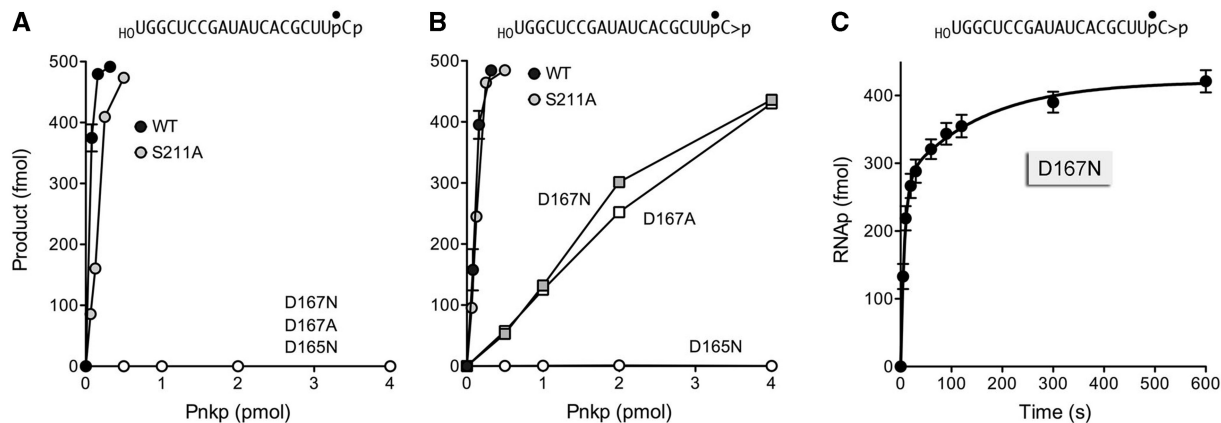 A
HOUGGCUCCGAUAUCACGCUUpCp
Product (fmol)
500
400
300
200
100
0
WT
S211A
D167N
D167A
D165N
0 1 2 3 4
Pnkp (pmol)
B
HOUGGCUCCGAUAUCACGCUUpC>p
500
400
300
200
100
0
WT
S211A
D167N
D167A
D165N
0 1 2 3 4
Pnkp (pmol)
C
HOUGGCUCCGAUAUCACGCUUpC>p
RNAp (fmol)
400
300
200
100
0
D167N
0 100 200 300 400 500 600
Time (s)